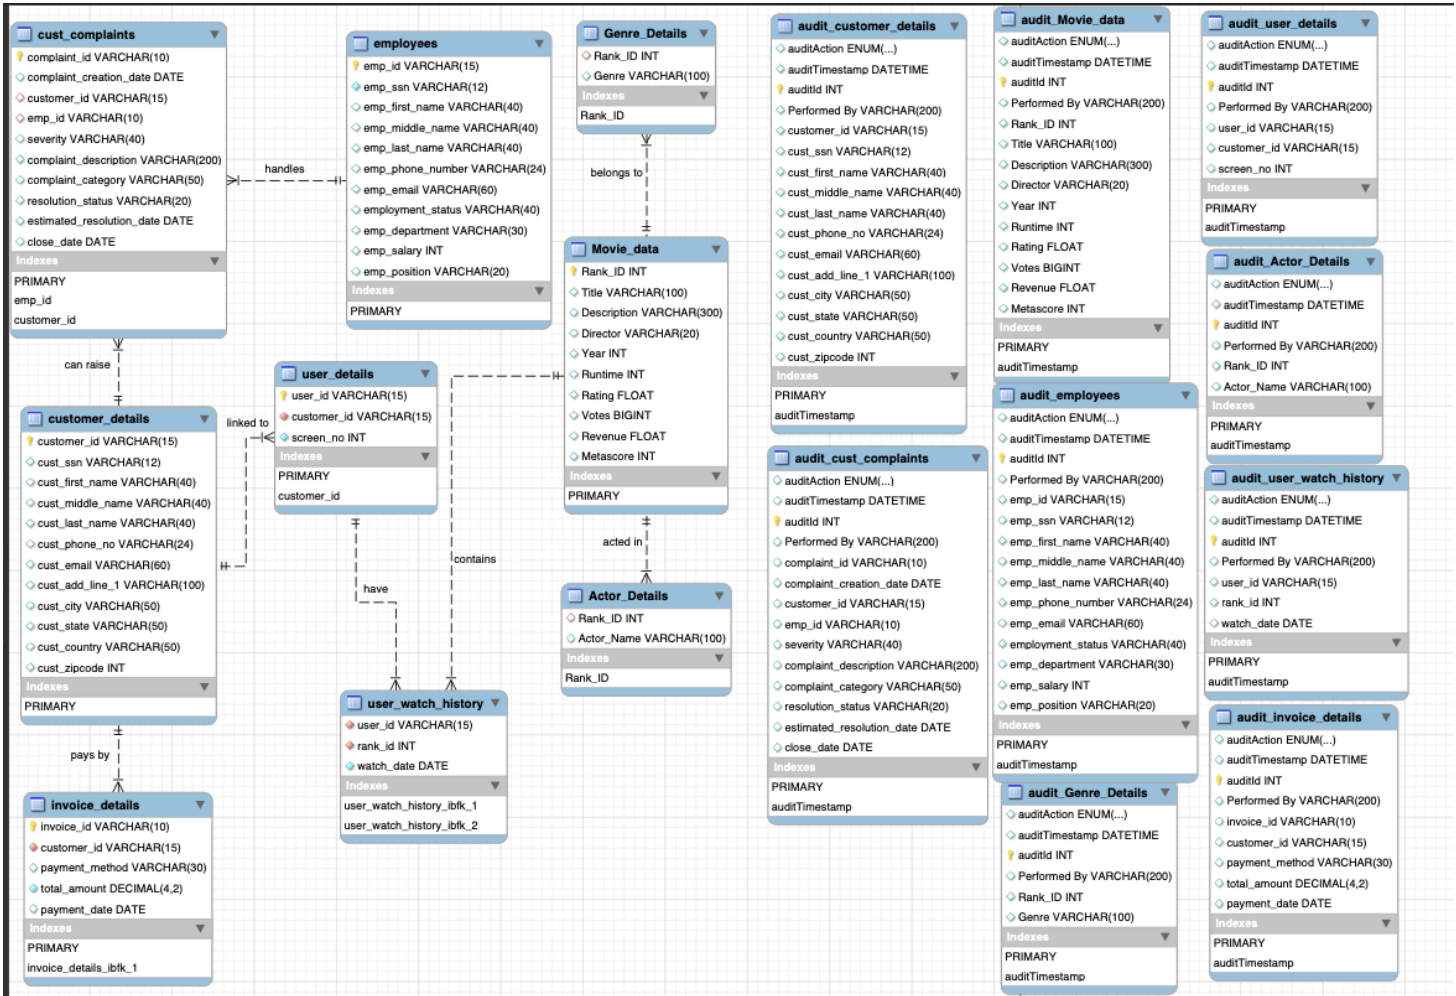 cust_complaints
complaint_id VARCHAR(10)
complaint_creation_date DATE
customer_id VARCHAR(15)
emp_id VARCHAR(10)
severity VARCHAR(40)
complaint_description VARCHAR(200)
complaint_category VARCHAR(50)
resolution_status VARCHAR(20)
estimated_resolution_date DATE
close_date DATE
Indexes
PRIMARY
emp_id
customer_id
handles
employees
emp_id VARCHAR(15)
emp_ssn VARCHAR(12)
emp_first_name VARCHAR(40)
emp_middle_name VARCHAR(40)
emp_last_name VARCHAR(40)
emp_phone_number VARCHAR(24)
emp_email VARCHAR(60)
employment_status VARCHAR(40)
emp_department VARCHAR(30)
emp_salary INT
emp_position VARCHAR(20)
Indexes
PRIMARY
Genre_Details
Rank_ID INT
Genre VARCHAR(100)
Indexes
Rank_ID
belongs to
Movie_data
Rank_ID INT
Title VARCHAR(100)
Description VARCHAR(300)
Director VARCHAR(20)
Year INT
Runtime INT
Rating FLOAT
Votes BIGINT
Revenue FLOAT
Metascore INT
Indexes
PRIMARY
acted in
Actor_Details
Rank_ID INT
Actor_Name VARCHAR(100)
Indexes
Rank_ID
can raise
customer_details
customer_id VARCHAR(15)
cust_ssn VARCHAR(12)
cust_first_name VARCHAR(40)
cust_middle_name VARCHAR(40)
cust_last_name VARCHAR(40)
cust_phone_no VARCHAR(24)
cust_email VARCHAR(60)
cust_add_line_1 VARCHAR(100)
cust_city VARCHAR(50)
cust_state VARCHAR(50)
cust_country VARCHAR(50)
cust_zipcode INT
Indexes
PRIMARY
linked to
user_details
user_id VARCHAR(15)
customer_id VARCHAR(15)
screen_no INT
Indexes
PRIMARY
customer_id
have
contains
user_watch_history
user_id VARCHAR(15)
rank_id INT
watch_date DATE
Indexes
user_watch_history_ibfk_1
user_watch_history_ibfk_2
pays by
invoice_details
invoice_id VARCHAR(10)
customer_id VARCHAR(15)
payment_method VARCHAR(30)
total_amount DECIMAL(4,2)
payment_date DATE
Indexes
PRIMARY
invoice_details_ibfk_1
audit_customer_details
auditAction ENUM(...)
auditTimestamp DATETIME
auditId INT
Performed By VARCHAR(200)
customer_id VARCHAR(15)
cust_ssn VARCHAR(12)
cust_first_name VARCHAR(40)
cust_middle_name VARCHAR(40)
cust_last_name VARCHAR(40)
cust_phone_no VARCHAR(24)
cust_email VARCHAR(60)
cust_add_line_1 VARCHAR(100)
cust_city VARCHAR(50)
cust_state VARCHAR(50)
cust_country VARCHAR(50)
cust_zipcode INT
Indexes
PRIMARY
auditTimestamp
audit_cust_complaints
auditAction ENUM(...)
auditTimestamp DATETIME
auditId INT
Performed By VARCHAR(200)
complaint_id VARCHAR(10)
complaint_creation_date DATE
customer_id VARCHAR(15)
emp_id VARCHAR(10)
severity VARCHAR(40)
complaint_description VARCHAR(200)
complaint_category VARCHAR(50)
resolution_status VARCHAR(20)
estimated_resolution_date DATE
close_date DATE
Indexes
PRIMARY
auditTimestamp
audit_Movie_data
auditAction ENUM(...)
auditTimestamp DATETIME
auditId INT
Performed By VARCHAR(200)
Rank_ID INT
Title VARCHAR(100)
Description VARCHAR(300)
Director VARCHAR(20)
Year INT
Runtime INT
Rating FLOAT
Votes BIGINT
Revenue FLOAT
Metascore INT
Indexes
PRIMARY
auditTimestamp
audit_employees
auditAction ENUM(...)
auditTimestamp DATETIME
auditId INT
Performed By VARCHAR(200)
emp_id VARCHAR(15)
emp_ssn VARCHAR(12)
emp_first_name VARCHAR(40)
emp_middle_name VARCHAR(40)
emp_last_name VARCHAR(40)
emp_phone_number VARCHAR(24)
emp_email VARCHAR(60)
employment_status VARCHAR(40)
emp_department VARCHAR(30)
emp_salary INT
emp_position VARCHAR(20)
Indexes
PRIMARY
auditTimestamp
audit_Genre_Details
auditAction ENUM(...)
auditTimestamp DATETIME
auditId INT
Performed By VARCHAR(200)
Rank_ID INT
Genre VARCHAR(100)
Indexes
PRIMARY
auditTimestamp
audit_user_details
auditAction ENUM(...)
auditTimestamp DATETIME
auditId INT
Performed By VARCHAR(200)
user_id VARCHAR(15)
customer_id VARCHAR(15)
screen_no INT
Indexes
PRIMARY
auditTimestamp
audit_Actor_Details
auditAction ENUM(...)
auditTimestamp DATETIME
auditId INT
Performed By VARCHAR(200)
Rank_ID INT
Actor_Name VARCHAR(100)
Indexes
PRIMARY
auditTimestamp
audit_user_watch_history
auditAction ENUM(...)
auditTimestamp DATETIME
auditId INT
Performed By VARCHAR(200)
user_id VARCHAR(15)
rank_id INT
watch_date DATE
Indexes
PRIMARY
auditTimestamp
audit_invoice_details
auditAction ENUM(...)
auditTimestamp DATETIME
auditId INT
Performed By VARCHAR(200)
invoice_id VARCHAR(10)
customer_id VARCHAR(15)
payment_method VARCHAR(30)
total_amount DECIMAL(4,2)
payment_date DATE
Indexes
PRIMARY
auditTimestamp